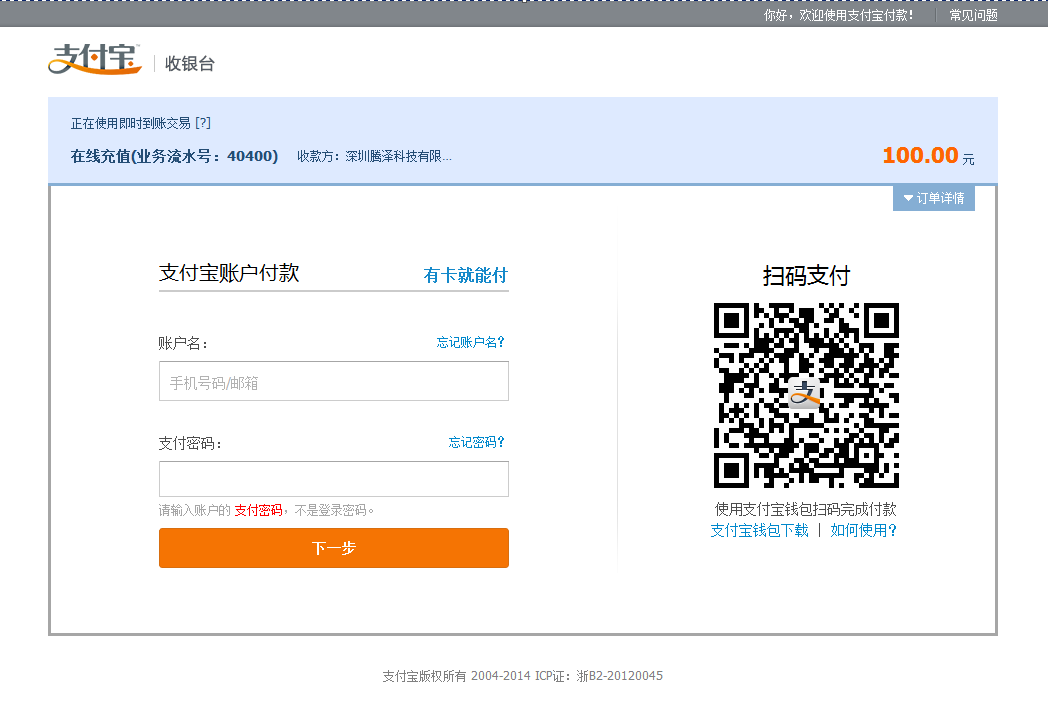 你好，欢迎使用支付宝付款！ 常见问题
支付宝 收银台
正在使用即时到账交易 [?]
在线充值(业务流水号：40400) 收款方：深圳腾泽科技有限... 100.00 元
订单详情
支付宝账户付款 有卡就能付
账户名： 忘记账户名？
手机号码/邮箱
支付密码： 忘记密码？
请输入账户的 支付密码，不是登录密码。
下一步
扫码支付
支
使用支付宝钱包扫码完成付款
支付宝钱包下载 | 如何使用？
支付宝版权所有 2004-2014 ICP证：浙B2-20120045